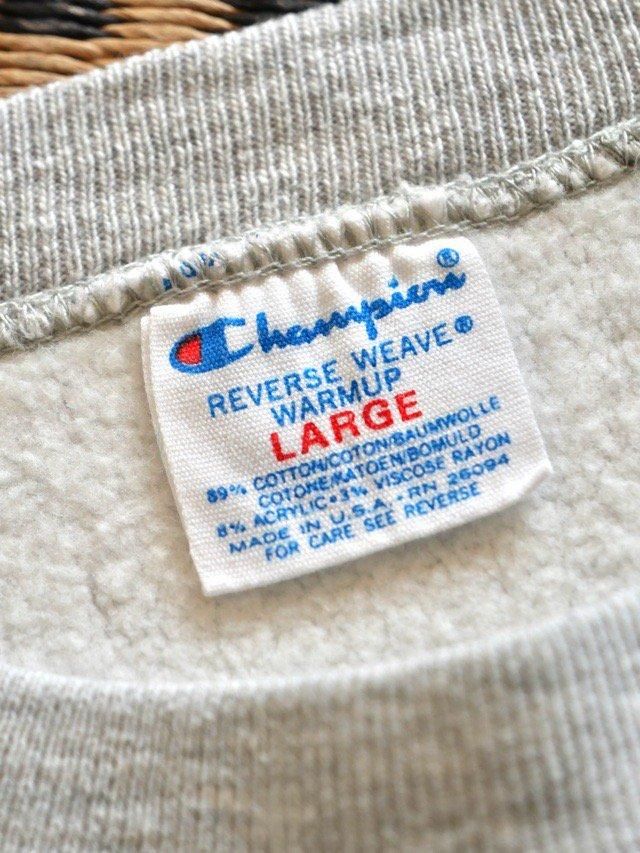 Champion®
REVERSE WEAVE®
WARMUP
LARGE
89% COTTON/COTON/BAUMWOLLE
COTONE/KATOEN/BOMULD
8% ACRYLIC•3% VISCOSE RAYON
MADE IN U.S.A.-RN 26094
FOR CARE SEE REVERSE